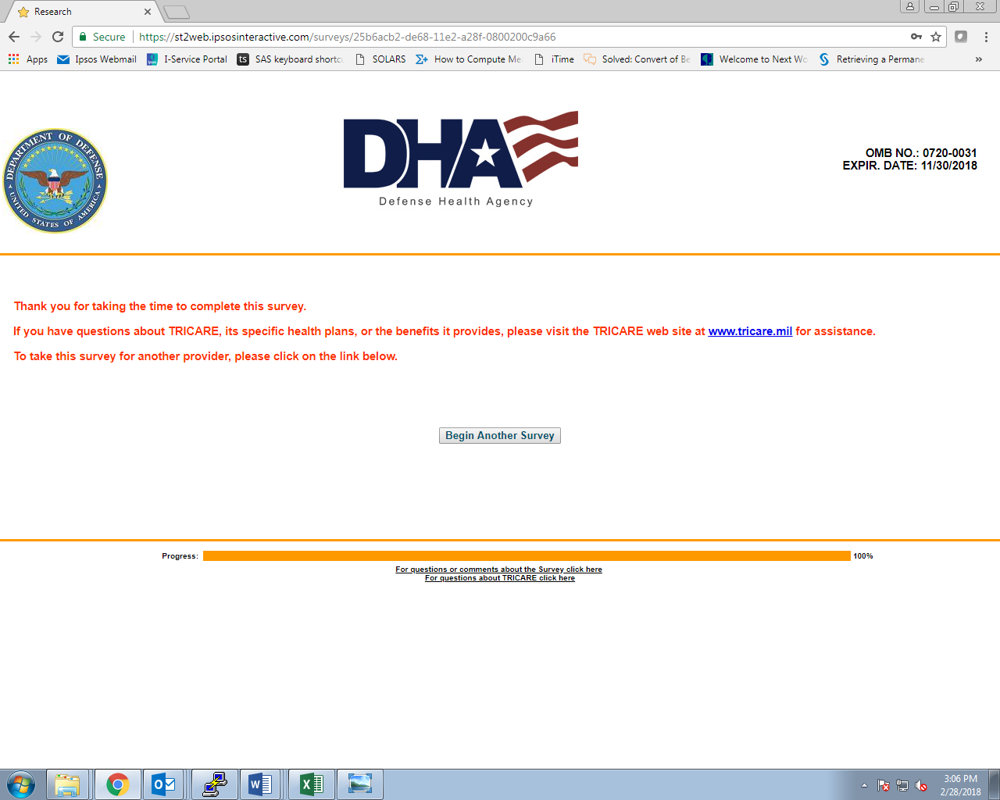 Research
Secure
https://st2web.ipsosinteractive.com/surveys/25b6acb2-de68-11e2-a28f-0800200c9a66
Apps
Ipsos Webmail
I-Service Portal
ts
SAS keyboard shortc
SOLARS
How to Compute Me
iTime
Solved: Convert of Be
Welcome to Next Wo
Retrieving a Permane
DEPARTMENT OF DEFENSE
UNITED STATES OF AMERICA
DHA
Defense Health Agency
OMB NO.: 0720-0031
EXPIR. DATE: 11/30/2018
Thank you for taking the time to complete this survey.
If you have questions about TRICARE, its specific health plans, or the benefits it provides, please visit the TRICARE web site at www.tricare.mil for assistance.
To take this survey for another provider, please click on the link below.
Begin Another Survey
Progress: 100%
For questions or comments about the Survey click here
For questions about TRICARE click here
3:06 PM
2/28/2018